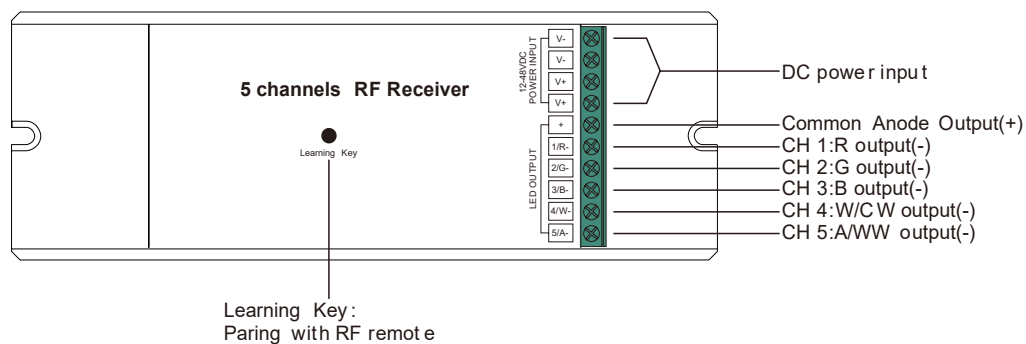 5 channels RF Receiver
Learning Key
12-48VDC
POWER INPUT
LED OUTPUT
V-
V-
V+
V+
+
1/R-
2/G-
3/B-
4/W-
5/A-
DC power input
Common Anode Output(+)
CH 1:R output(-)
CH 2:G output(-)
CH 3:B output(-)
CH 4:W/CW output(-)
CH 5:A/WW output(-)
Learning Key:
Paring with RF remote